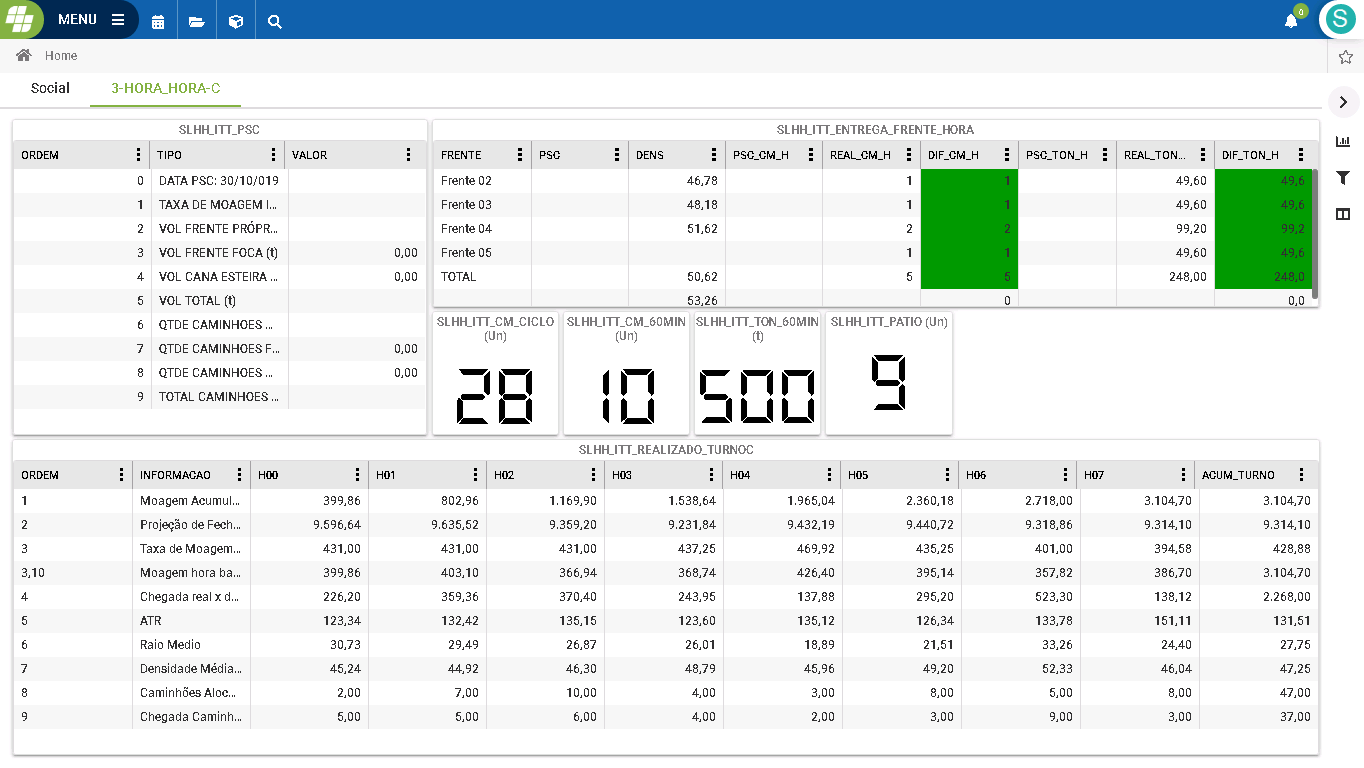 MENU
0
S
Home
Social 3-HORA_HORA-C
SLHH_ITT_PSC
ORDEM TIPO VALOR
0 DATA PSC: 30/10/019
1 TAXA DE MOAGEM I...
2 VOL FRENTE PRÓPR...
3 VOL FRENTE FOCA (t) 0,00
4 VOL CANA ESTEIRA ... 0,00
5 VOL TOTAL (t)
6 QTDE CAMINHOES ...
7 QTDE CAMINHOES F... 0,00
8 QTDE CAMINHOES ... 0,00
9 TOTAL CAMINHOES ...
SLHH_ITT_ENTREGA_FRENTE_HORA
FRENTE PSC DENS PSC_CM_H REAL_CM_H DIF_CM_H PSC_TON_H REAL_TON... DIF_TON_H
Frente 02 46,78 1 1 49,60 49,6
Frente 03 48,18 1 1 49,60 49,6
Frente 04 51,62 2 2 99,20 99,2
Frente 05 1 1 49,60 49,6
TOTAL 50,62 5 5 248,00 248,0
53,26 0 0,0
SLHH_ITT_CM_CICLO
(Un)
28
SLHH_ITT_CM_60MIN
(Un)
10
SLHH_ITT_TON_60MIN
(t)
500
SLHH_ITT_PATIO (Un)
9
SLHH_ITT_REALIZADO_TURNOC
ORDEM INFORMACAO H00 H01 H02 H03 H04 H05 H06 H07 ACUM_TURNO
1 Moagem Acumul... 399,86 802,96 1.169,90 1.538,64 1.965,04 2.360,18 2.718,00 3.104,70 3.104,70
2 Projeção de Fech... 9.596,64 9.635,52 9.359,20 9.231,84 9.432,19 9.440,72 9.318,86 9.314,10 9.314,10
3 Taxa de Moagem... 431,00 431,00 431,00 437,25 469,92 435,25 401,00 394,58 428,88
3,10 Moagem hora ba... 399,86 403,10 366,94 368,74 426,40 395,14 357,82 386,70 3.104,70
4 Chegada real x d... 226,20 359,36 370,40 243,95 137,88 295,20 523,30 138,12 2.268,00
5 ATR 123,34 132,42 135,15 123,60 135,12 126,34 133,78 151,11 131,51
6 Raio Medio 30,73 29,49 26,87 26,01 18,89 21,51 33,26 24,40 27,75
7 Densidade Média... 45,24 44,92 46,30 48,79 45,96 49,20 52,33 46,04 47,25
8 Caminhões Aloc... 2,00 7,00 10,00 4,00 3,00 8,00 5,00 8,00 47,00
9 Chegada Caminh... 5,00 5,00 6,00 4,00 2,00 3,00 9,00 3,00 37,00